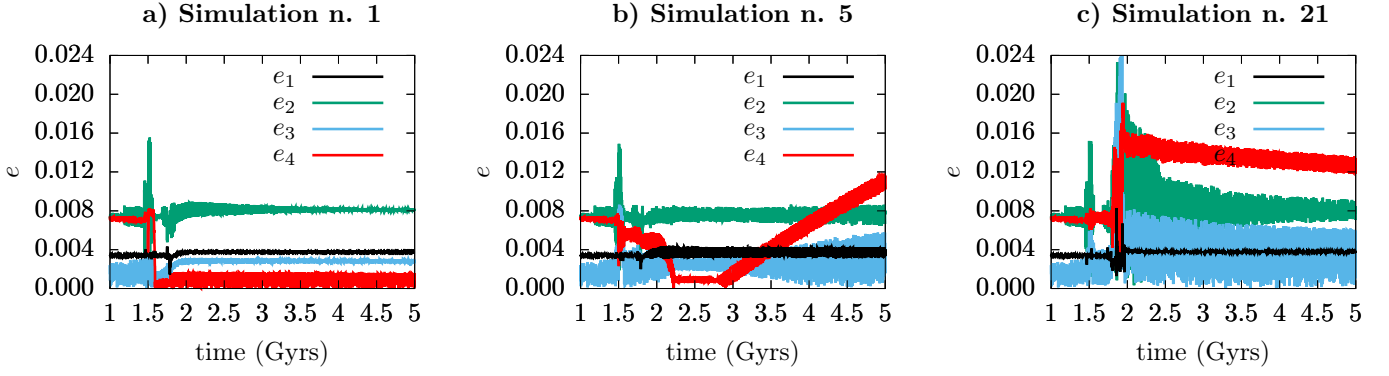 a) Simulation n. 1
0.024
0.020
0.016
0.012
0.008
0.004
0.000
e
e1
e2
e3
e4
1 1.5 2 2.5 3 3.5 4 4.5 5
time (Gyrs)
b) Simulation n. 5
0.024
0.020
0.016
0.012
0.008
0.004
0.000
e
e1
e2
e3
e4
1 1.5 2 2.5 3 3.5 4 4.5 5
time (Gyrs)
c) Simulation n. 21
0.024
0.020
0.016
0.012
0.008
0.004
0.000
e
e1
e2
e3
e4
1 1.5 2 2.5 3 3.5 4 4.5 5
time (Gyrs)